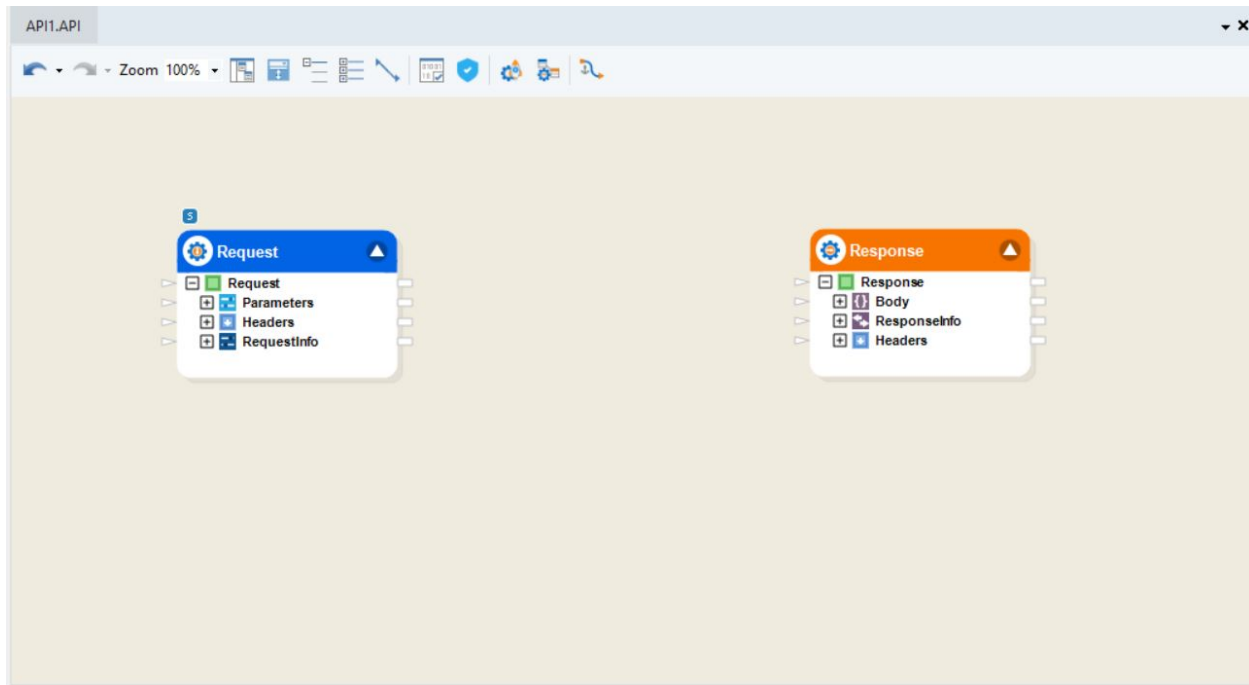 API1.API
Zoom 100%
S
Request
Request
Parameters
Headers
RequestInfo
Response
Response
Body
ResponseInfo
Headers